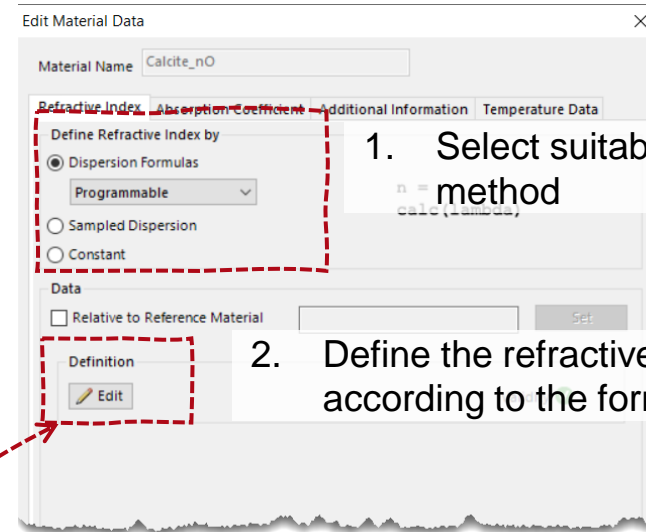 Edit Material Data
Material Name Calcite_nO
Refractive Index Absorption Coefficient Additional Information Temperature Data
Define Refractive Index by
Dispersion Formulas
Programmable
Sampled Dispersion
Constant
1. Select suitab
method
n =
calc(lambda)
Data
Relative to Reference Material Set
Definition
Edit
2. Define the refractive
according to the for